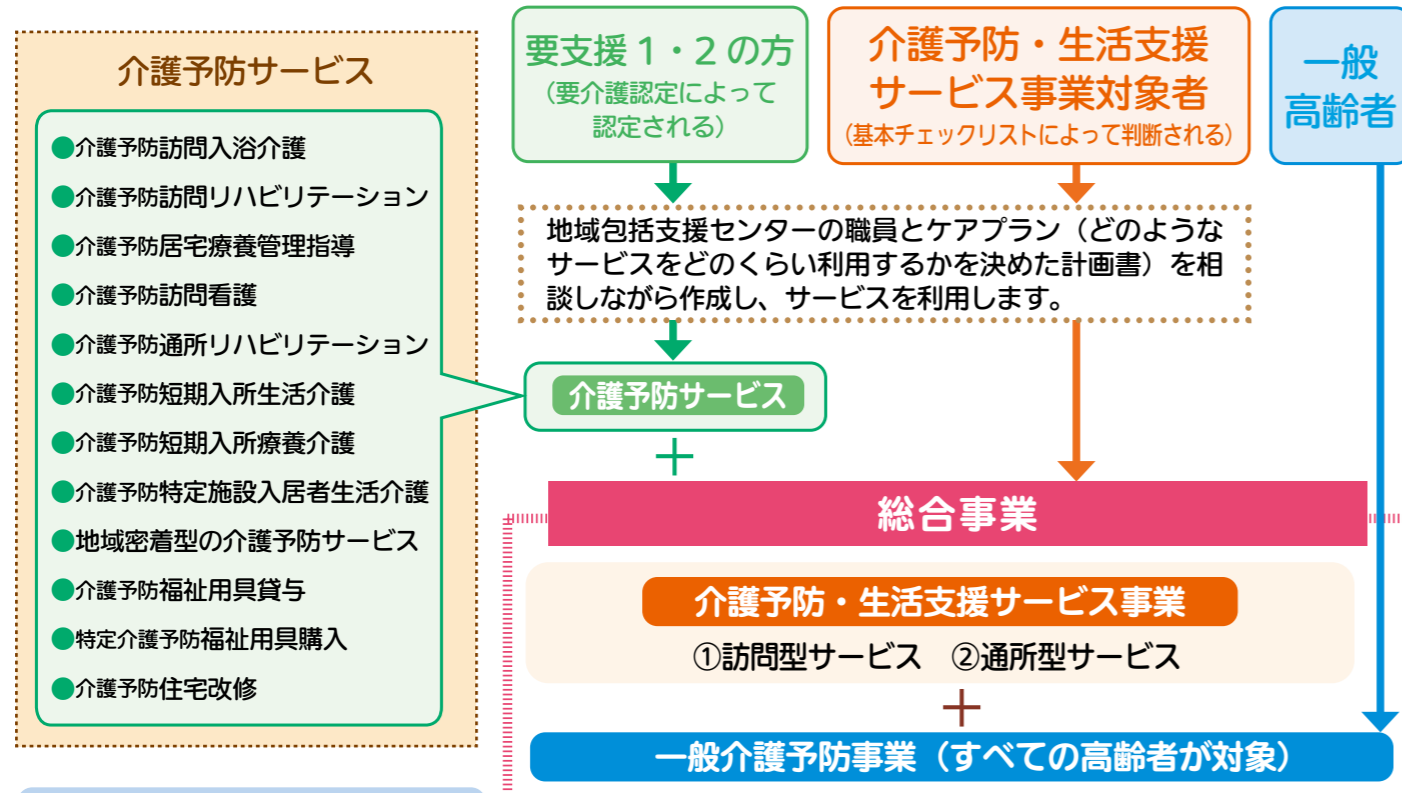 介護予防サービス
●介護予防訪問入浴介護
●介護予防訪問リハビリテーション
●介護予防居宅療養管理指導
●介護予防訪問看護
●介護予防通所リハビリテーション
●介護予防短期入所生活介護
●介護予防短期入所療養介護
●介護予防特定施設入居者生活介護
●地域密着型の介護予防サービス
●介護予防福祉用具貸与
●特定介護予防福祉用具購入
●介護予防住宅改修
要支援1・2の方
（要介護認定によって
認定される）
介護予防・生活支援
サービス事業対象者
（基本チェックリストによって判断される）
一般
高齢者
地域包括支援センターの職員とケアプラン（どのような
サービスをどのくらい利用するかを決めた計画書）を相
談しながら作成し、サービスを利用します。
介護予防サービス
＋
総合事業
介護予防・生活支援サービス事業
①訪問型サービス　②通所型サービス
＋
一般介護予防事業（すべての高齢者が対象）